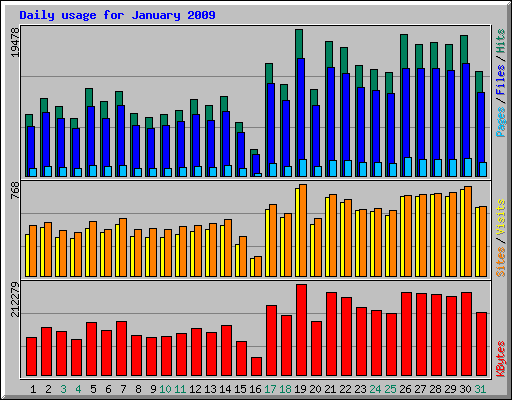 Daily usage for January 2009
19478
Pages / Files / Hits
768
Sites / Visits
212279
KBytes
1 2 3 4 5 6 7 8 9 10 11 12 13 14 15 16 17 18 19 20 21 22 23 24 25 26 27 28 29 30 31